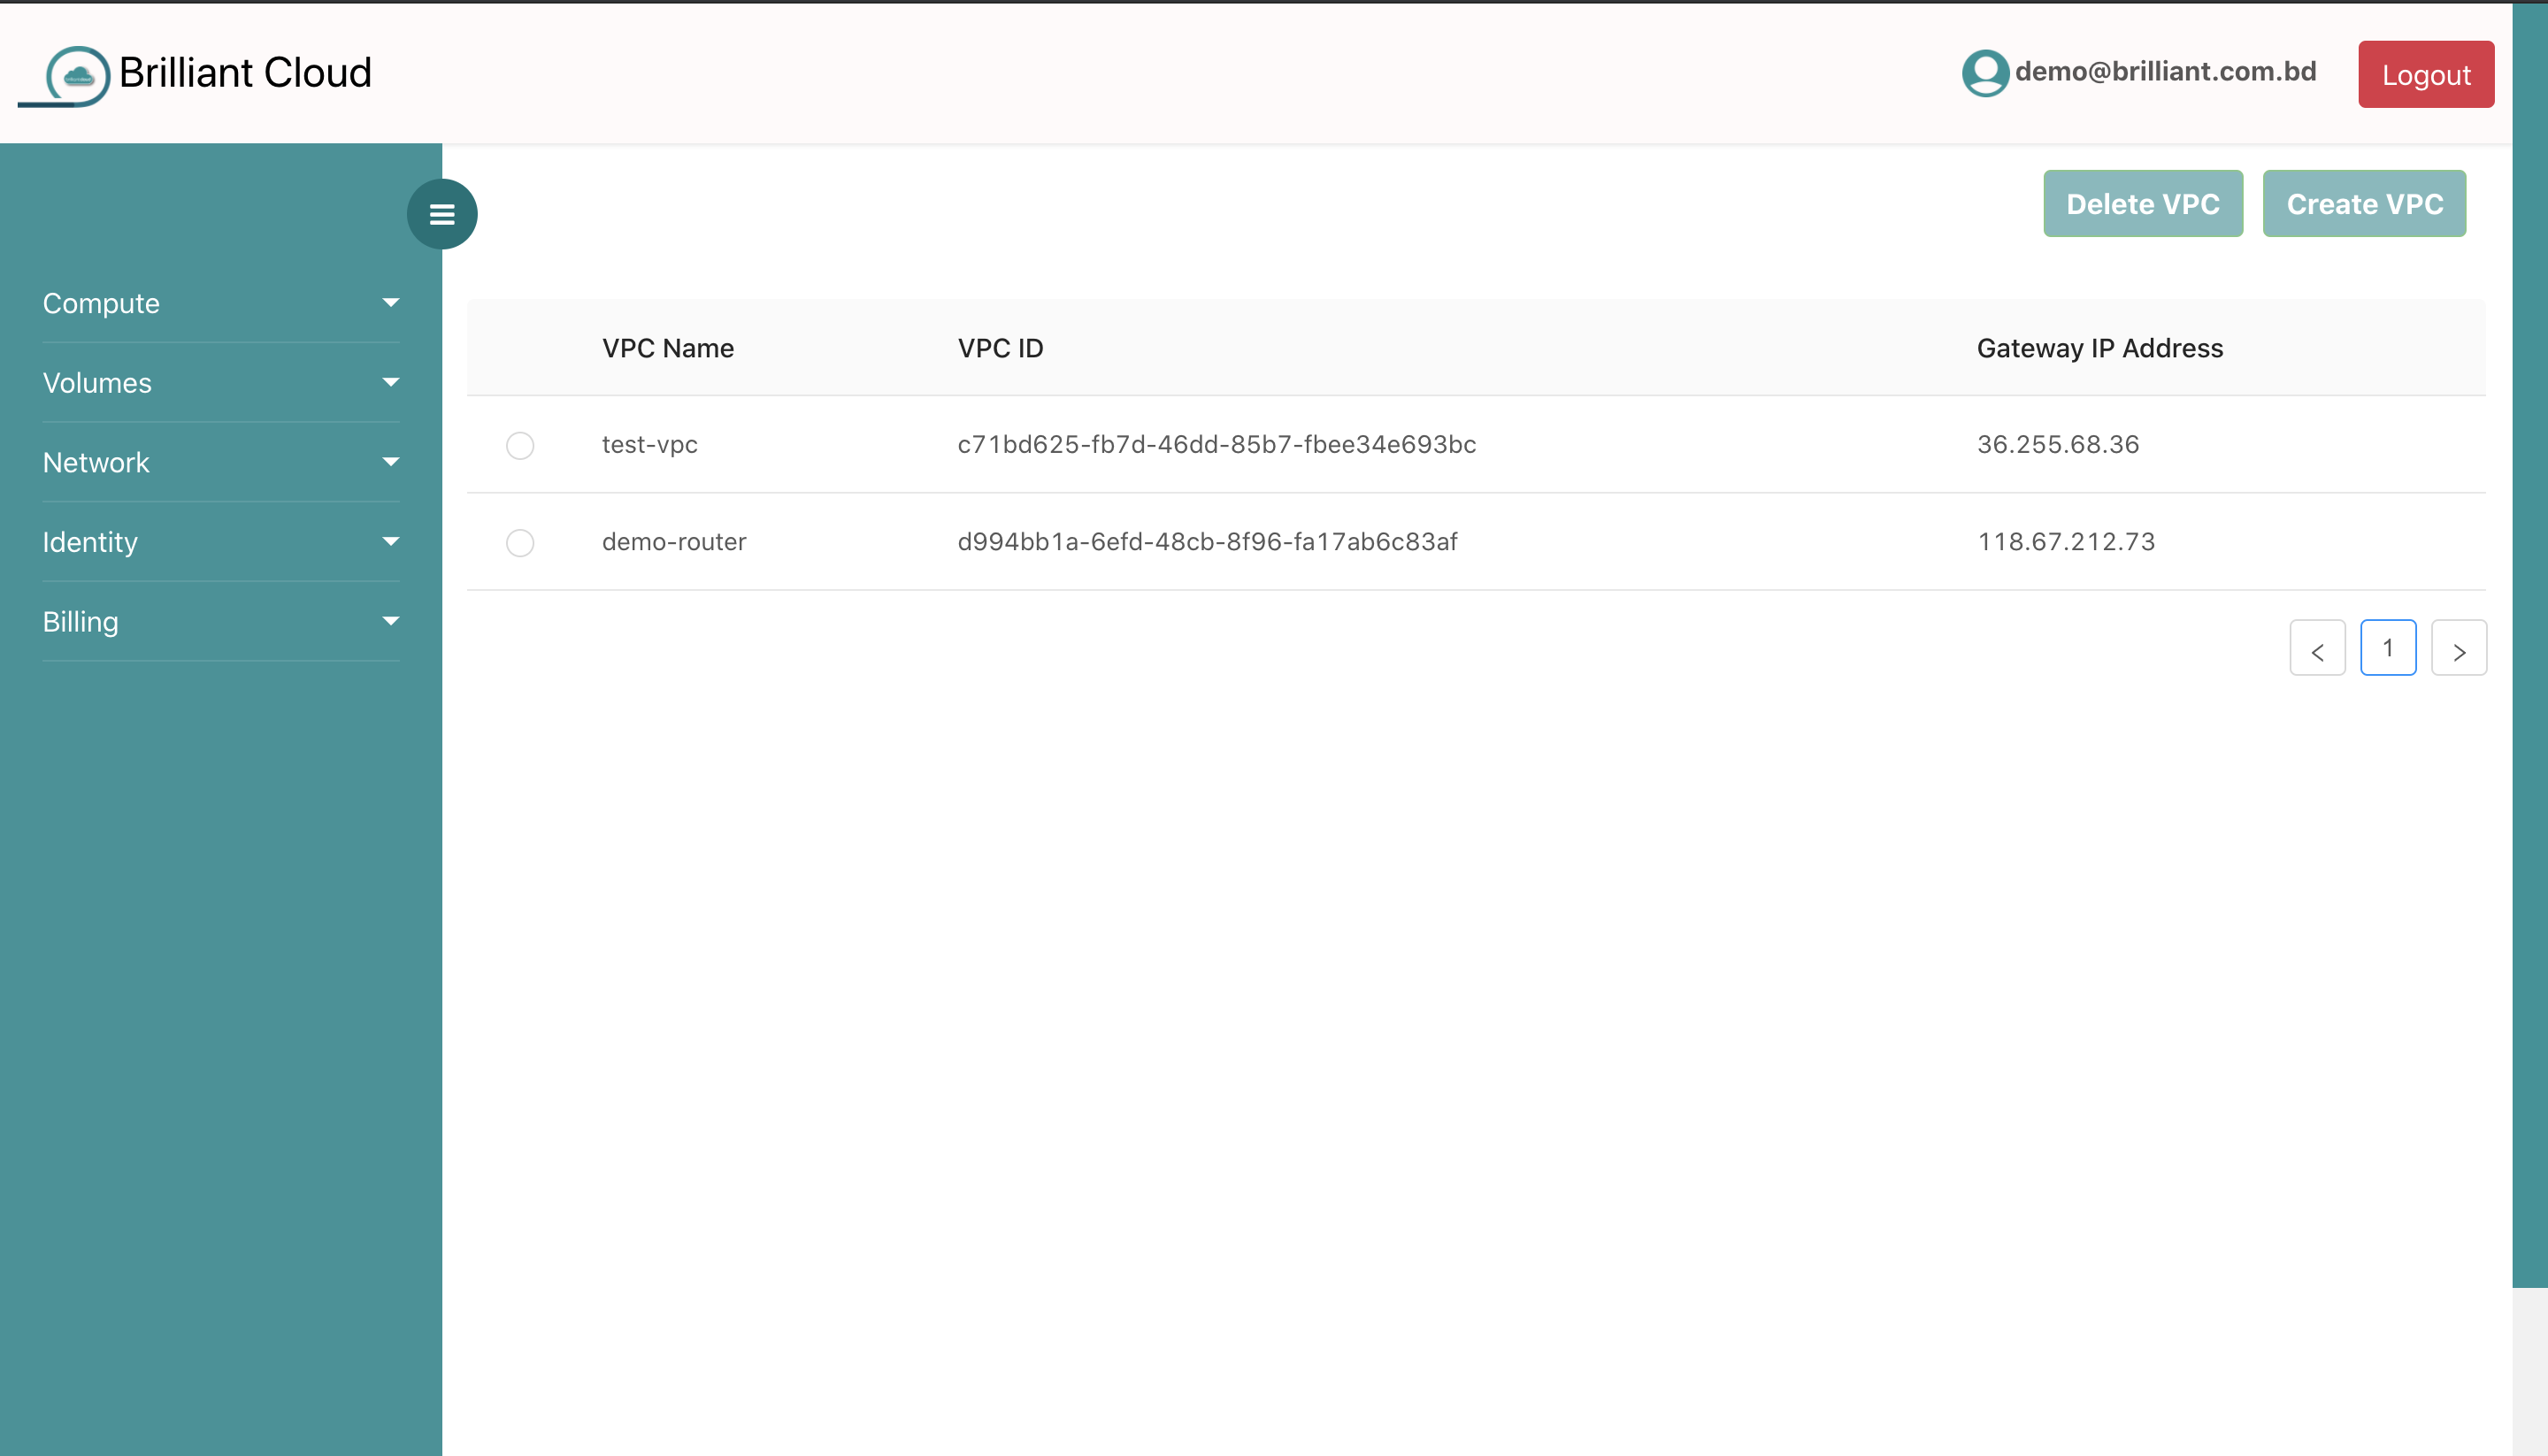 Brilliant Cloud
demo@brilliant.com.bd
Logout
Delete VPC
Create VPC
Compute
Volumes
Network
Identity
Billing
VPC Name VPC ID Gateway IP Address
test-vpc c71bd625-fb7d-46dd-85b7-fbee34e693bc 36.255.68.36
demo-router d994bb1a-6efd-48cb-8f96-fa17ab6c83af 118.67.212.73
< 1 >